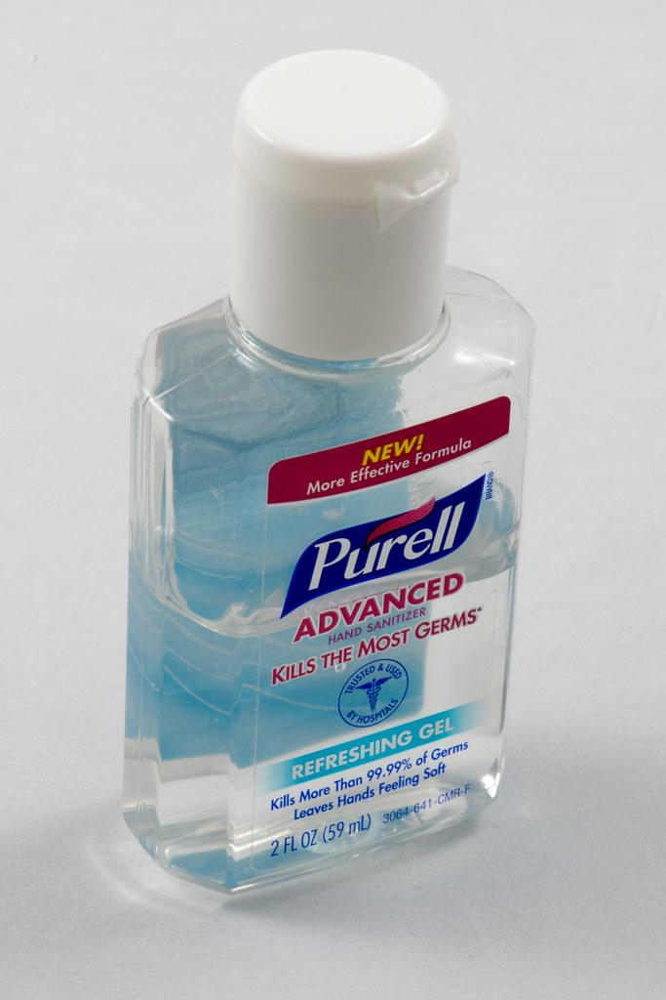 NEW!
More Effective Formula
Purell
BRAND®
ADVANCED
HAND SANITIZER
KILLS THE MOST GERMS*
TRUSTED & USED
BY HOSPITALS
REFRESHING GEL
Kills More Than 99.99% of Germs
Leaves Hands Feeling Soft
2 FL OZ (59 mL) 3064-641-CMR-F